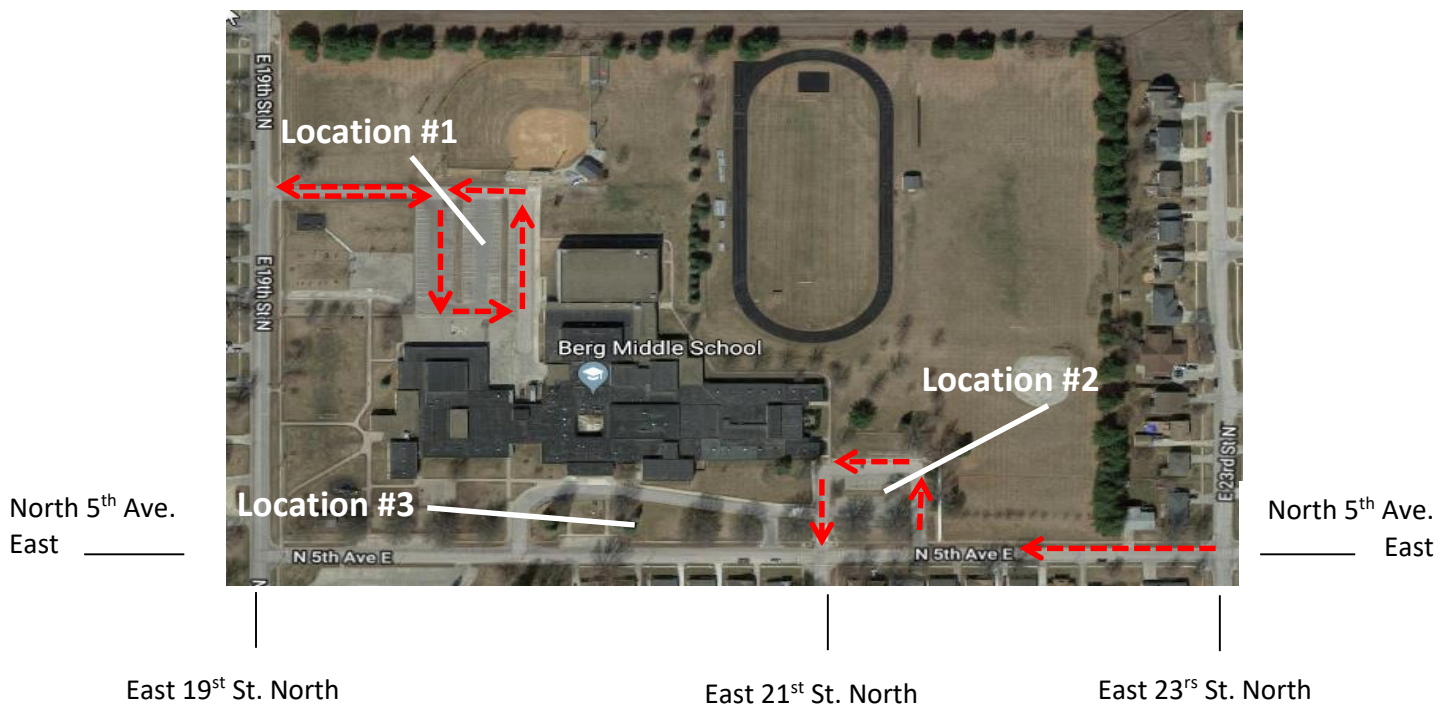 E 19th St N
Location #1
E 19th St N
Berg Middle School
Location #2
E 23rd St N
Location #3
North 5th Ave.
East
North 5th Ave.
East
N 5th Ave E
N 5th Ave E
N
East 19st St. North
East 21st St. North
East 23rs St. North